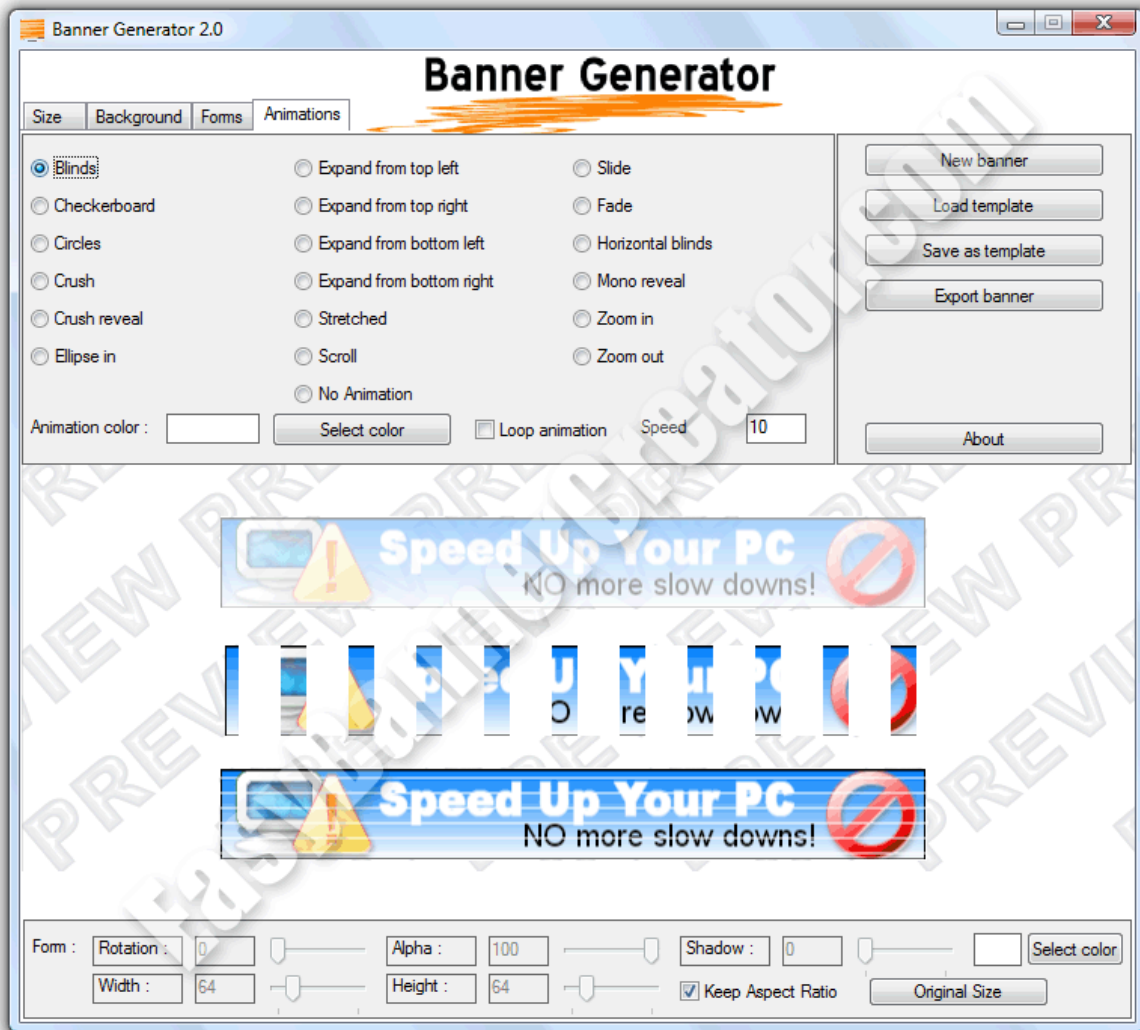 Banner Generator 2.0
Banner Generator
Size Background Forms Animations
Blinds Expand from top left Slide
Checkerboard Expand from top right Fade
Circles Expand from bottom left Horizontal blinds
Crush Expand from bottom right Mono reveal
Crush reveal Stretched Zoom in
Ellipse in Scroll Zoom out
No Animation
Animation color : Select color Loop animation Speed 10
New banner
Load template
Save as template
Export banner
About
Speed Up Your PC
NO more slow downs!
Speed Up Your PC
NO more slow downs!
Form : Rotation : 0 Alpha : 100 Shadow : 0 Select color
Width : 64 Height : 64 Keep Aspect Ratio Original Size
PREVIEW PREVIEW PREVIEW
EasyBannerCreator.com